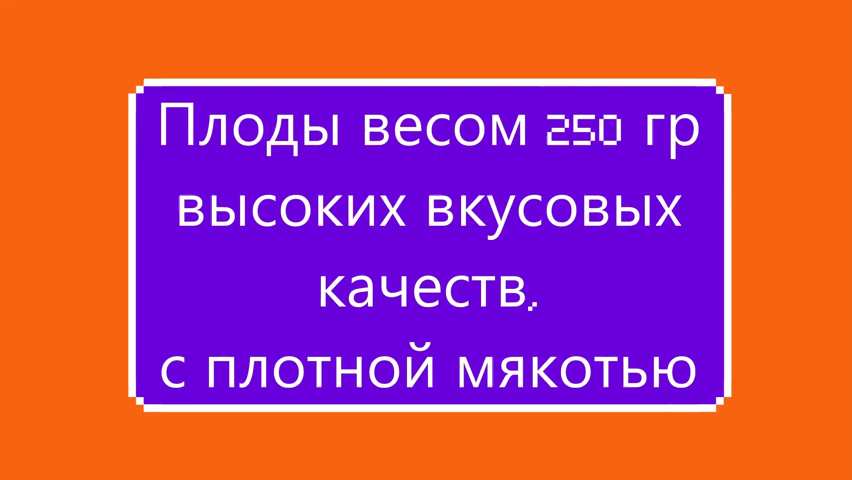 Плоды весом 250 гр
высоких вкусовых
качеств,
с плотной мякотью